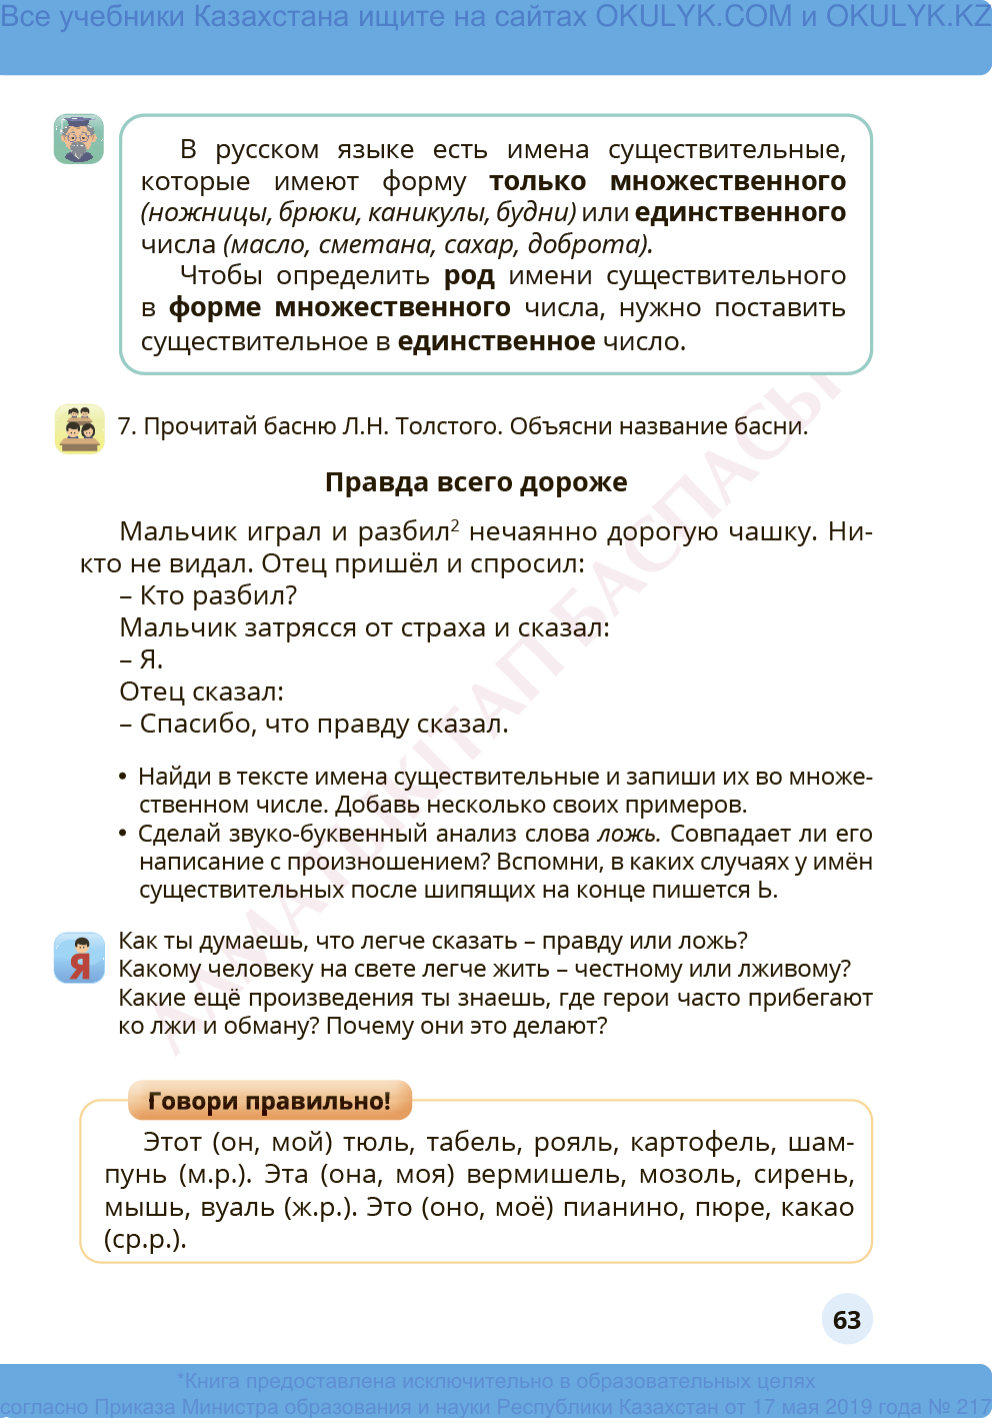 Все учебники Казахстана ищите на сайтах OKULYK.COM и OKULYK.KZ
В русском языке есть имена существительные,
которые имеют форму только множественного
(ножницы, брюки, каникулы, будни) или единственного
числа (масло, сметана, сахар, доброта).
Чтобы определить род имени существительного
в форме множественного числа, нужно поставить
существительное в единственное число.
7. Прочитай басню Л.Н. Толстого. Объясни название басни.
Правда всего дороже
Мальчик играл и разбил² нечаянно дорогую чашку. Ни-
кто не видал. Отец пришёл и спросил:
– Кто разбил?
Мальчик затрясся от страха и сказал:
– Я.
Отец сказал:
– Спасибо, что правду сказал.
• Найди в тексте имена существительные и запиши их во множе-
ственном числе. Добавь несколько своих примеров.
• Сделай звуко-буквенный анализ слова ложь. Совпадает ли его
написание с произношением? Вспомни, в каких случаях у имён
существительных после шипящих на конце пишется Ь.
Я
Как ты думаешь, что легче сказать – правду или ложь?
Какому человеку на свете легче жить – честному или лживому?
Какие ещё произведения ты знаешь, где герои часто прибегают
ко лжи и обману? Почему они это делают?
Говори правильно!
Этот (он, мой) тюль, табель, рояль, картофель, шам-
пунь (м.р.). Эта (она, моя) вермишель, мозоль, сирень,
мышь, вуаль (ж.р.). Это (оно, моё) пианино, пюре, какао
(ср.р.).
63
АЛМАТЫКІТАП БАСПАСЫ
*Книга предоставлена исключительно в образовательных целях
согласно Приказа Министра образования и науки Республики Казахстан от 17 мая 2019 года № 217